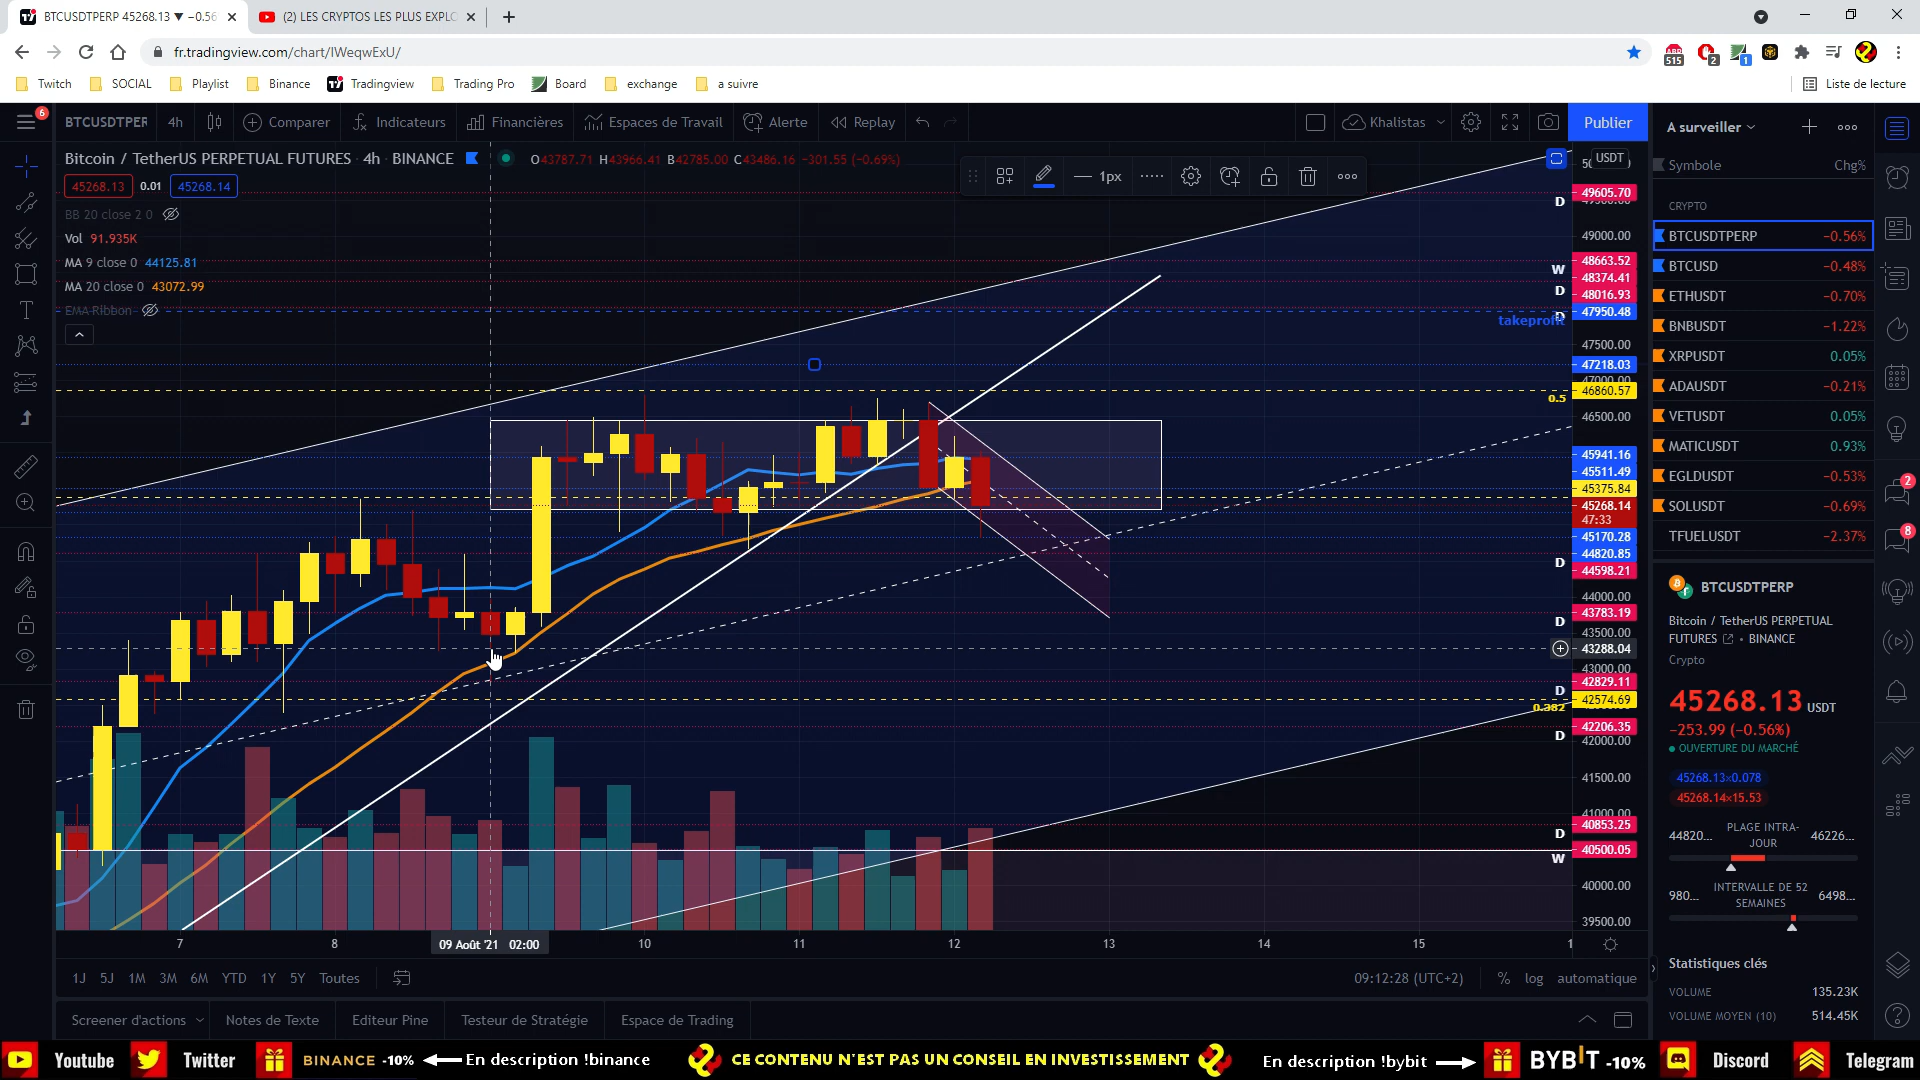 BTCUSDTPERP 45268.13 ▼ −0.56
(2) LES CRYPTOS LES PLUS EXPLO
fr.tradingview.com/chart/IWeqwExU/
515 2 1
Twitch SOCIAL Playlist Binance Tradingview Trading Pro Board exchange a suivre Liste de lecture
6 BTCUSDTPER 4h Comparer Indicateurs Financières Espaces de Travail Alerte Replay Khalistas Publier
Bitcoin / TetherUS PERPETUAL FUTURES · 4h · BINANCE O43787.71 H43966.41 B42785.00 C43486.16 −301.55 (−0.69%)
45268.13 0.01 45268.14
1px
BB 20 close 2 0
Vol 91.935K
MA 9 close 0 44125.81
MA 20 close 0 43072.99
EMA Ribbon
takeprofit
0.5
0.382
USDT
49605.70
D
49000.00
48663.52
W
48374.41
D
48016.93
47950.48
D
47500.00
47218.03
47000.00
46860.57
46500.00
45941.16
45511.49
45375.84
45268.14
47:33
45170.28
44820.85
D
44598.21
44000.00
43783.19
D
43500.00
43288.04
43000.00
42829.11
D
42574.69
42206.35
D
42000.00
41500.00
41000.00
40853.25
D
40500.05
W
40000.00
39500.00
7 8 09 Août '21 02:00 10 11 12 13 14 15 1
1J 5J 1M 3M 6M YTD 1Y 5Y Toutes 09:12:28 (UTC+2) % log automatique
Screener d'actions Notes de Texte Editeur Pine Testeur de Stratégie Espace de Trading
A surveiller
Symbole Chg%
CRYPTO
BTCUSDTPERP −0.56%
BTCUSD −0.48%
ETHUSDT −0.70%
BNBUSDT −1.22%
XRPUSDT 0.05%
ADAUSDT −0.21%
VETUSDT 0.05%
MATICUSDT 0.93%
EGLDUSDT −0.53%
SOLUSDT −0.69%
TFUELUSDT −2.37%
2
8
BTCUSDTPERP
Bitcoin / TetherUS PERPETUAL
FUTURES • BINANCE
Crypto
45268.13 USDT
−253.99 (−0.56%)
OUVERTURE DU MARCHÉ
45268.13×0.078
45268.14×15.53
44820... PLAGE INTRA-JOUR 46226...
980... INTERVALLE DE 52 SEMAINES 6498...
Statistiques clés
VOLUME 135.23K
VOLUME MOYEN (10) 514.45K
Youtube Twitter BINANCE -10% En description !binance CE CONTENU N'EST PAS UN CONSEIL EN INVESTISSEMENT En description !bybit BYBIT -10% Discord Telegram